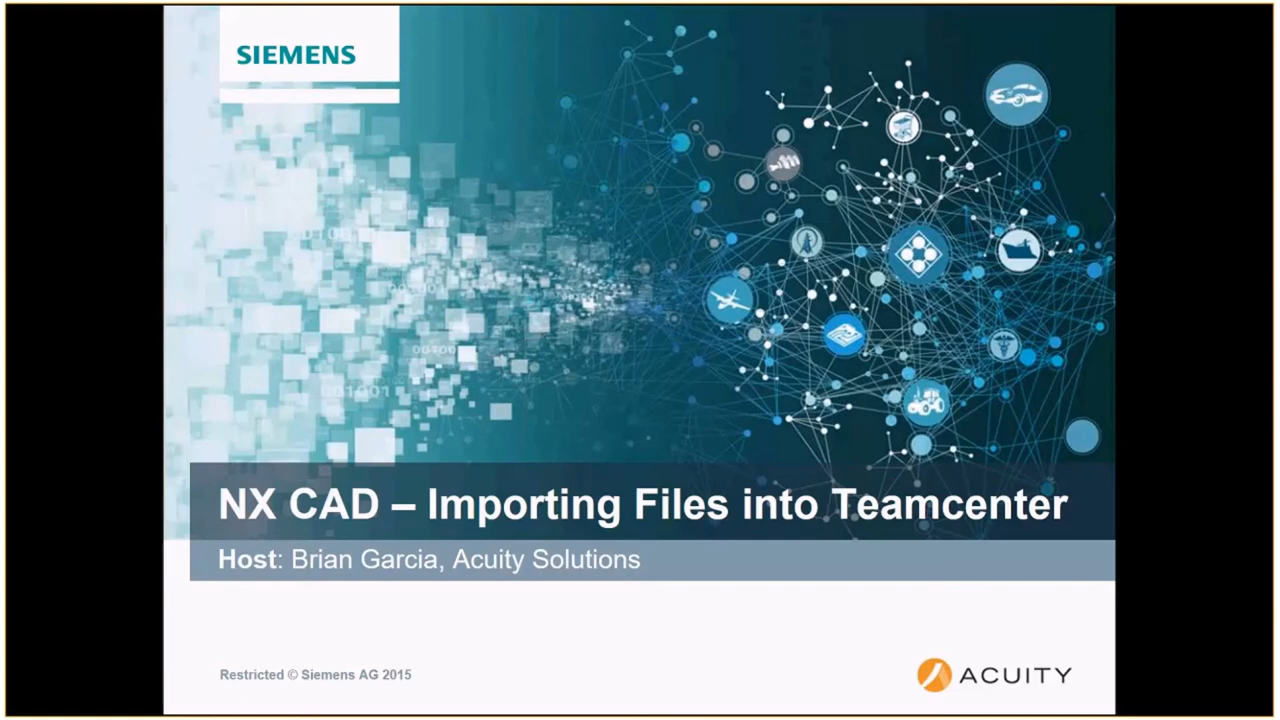 SIEMENS
NX CAD – Importing Files into Teamcenter
Host: Brian Garcia, Acuity Solutions
Restricted © Siemens AG 2015
ACUITY